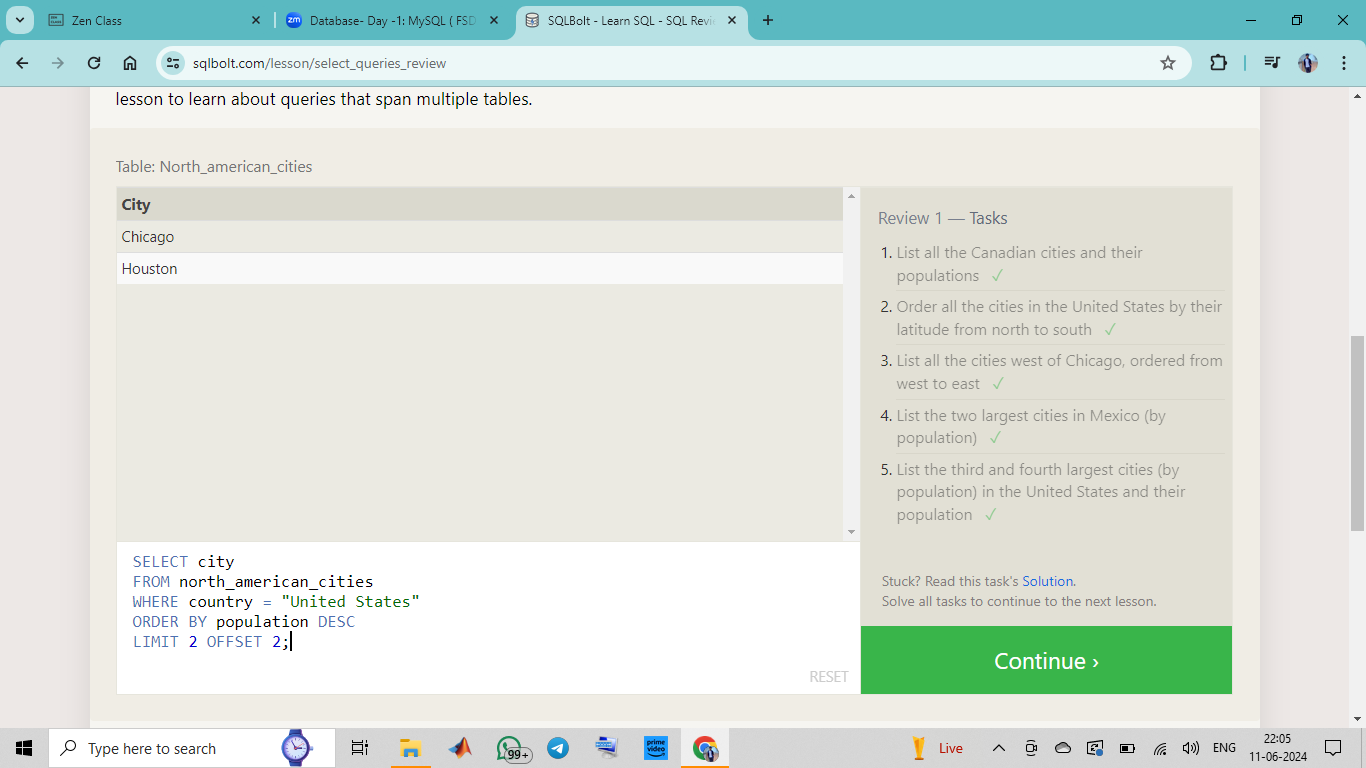 Zen Class
zm Database- Day -1: MySQL ( FSD
SQLBolt - Learn SQL - SQL Revi
sqlbolt.com/lesson/select_queries_review
lesson to learn about queries that span multiple tables.
Table: North_american_cities
City
Chicago
Houston
SELECT city
FROM north_american_cities
WHERE country = "United States"
ORDER BY population DESC
LIMIT 2 OFFSET 2;
RESET
Review 1 — Tasks
1. List all the Canadian cities and their
populations ✓
2. Order all the cities in the United States by their
latitude from north to south ✓
3. List all the cities west of Chicago, ordered from
west to east ✓
4. List the two largest cities in Mexico (by
population) ✓
5. List the third and fourth largest cities (by
population) in the United States and their
population ✓
Stuck? Read this task's Solution.
Solve all tasks to continue to the next lesson.
Continue ›
Type here to search
99+
prime
video
Live
ENG
22:05
11-06-2024